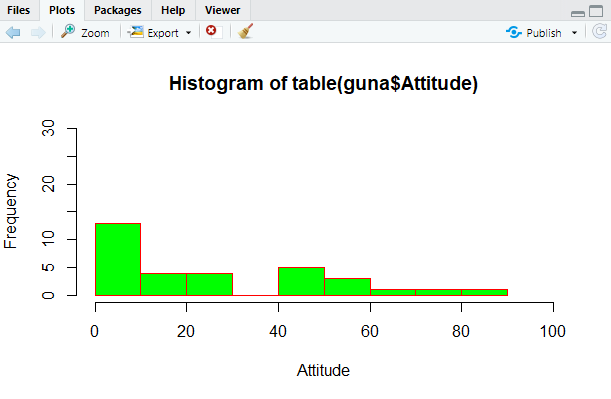 Files Plots Packages Help Viewer
Zoom Export Publish
Histogram of table(guna$Attitude)
Frequency
30
20
10
5
0
0 20 40 60 80 100
Attitude